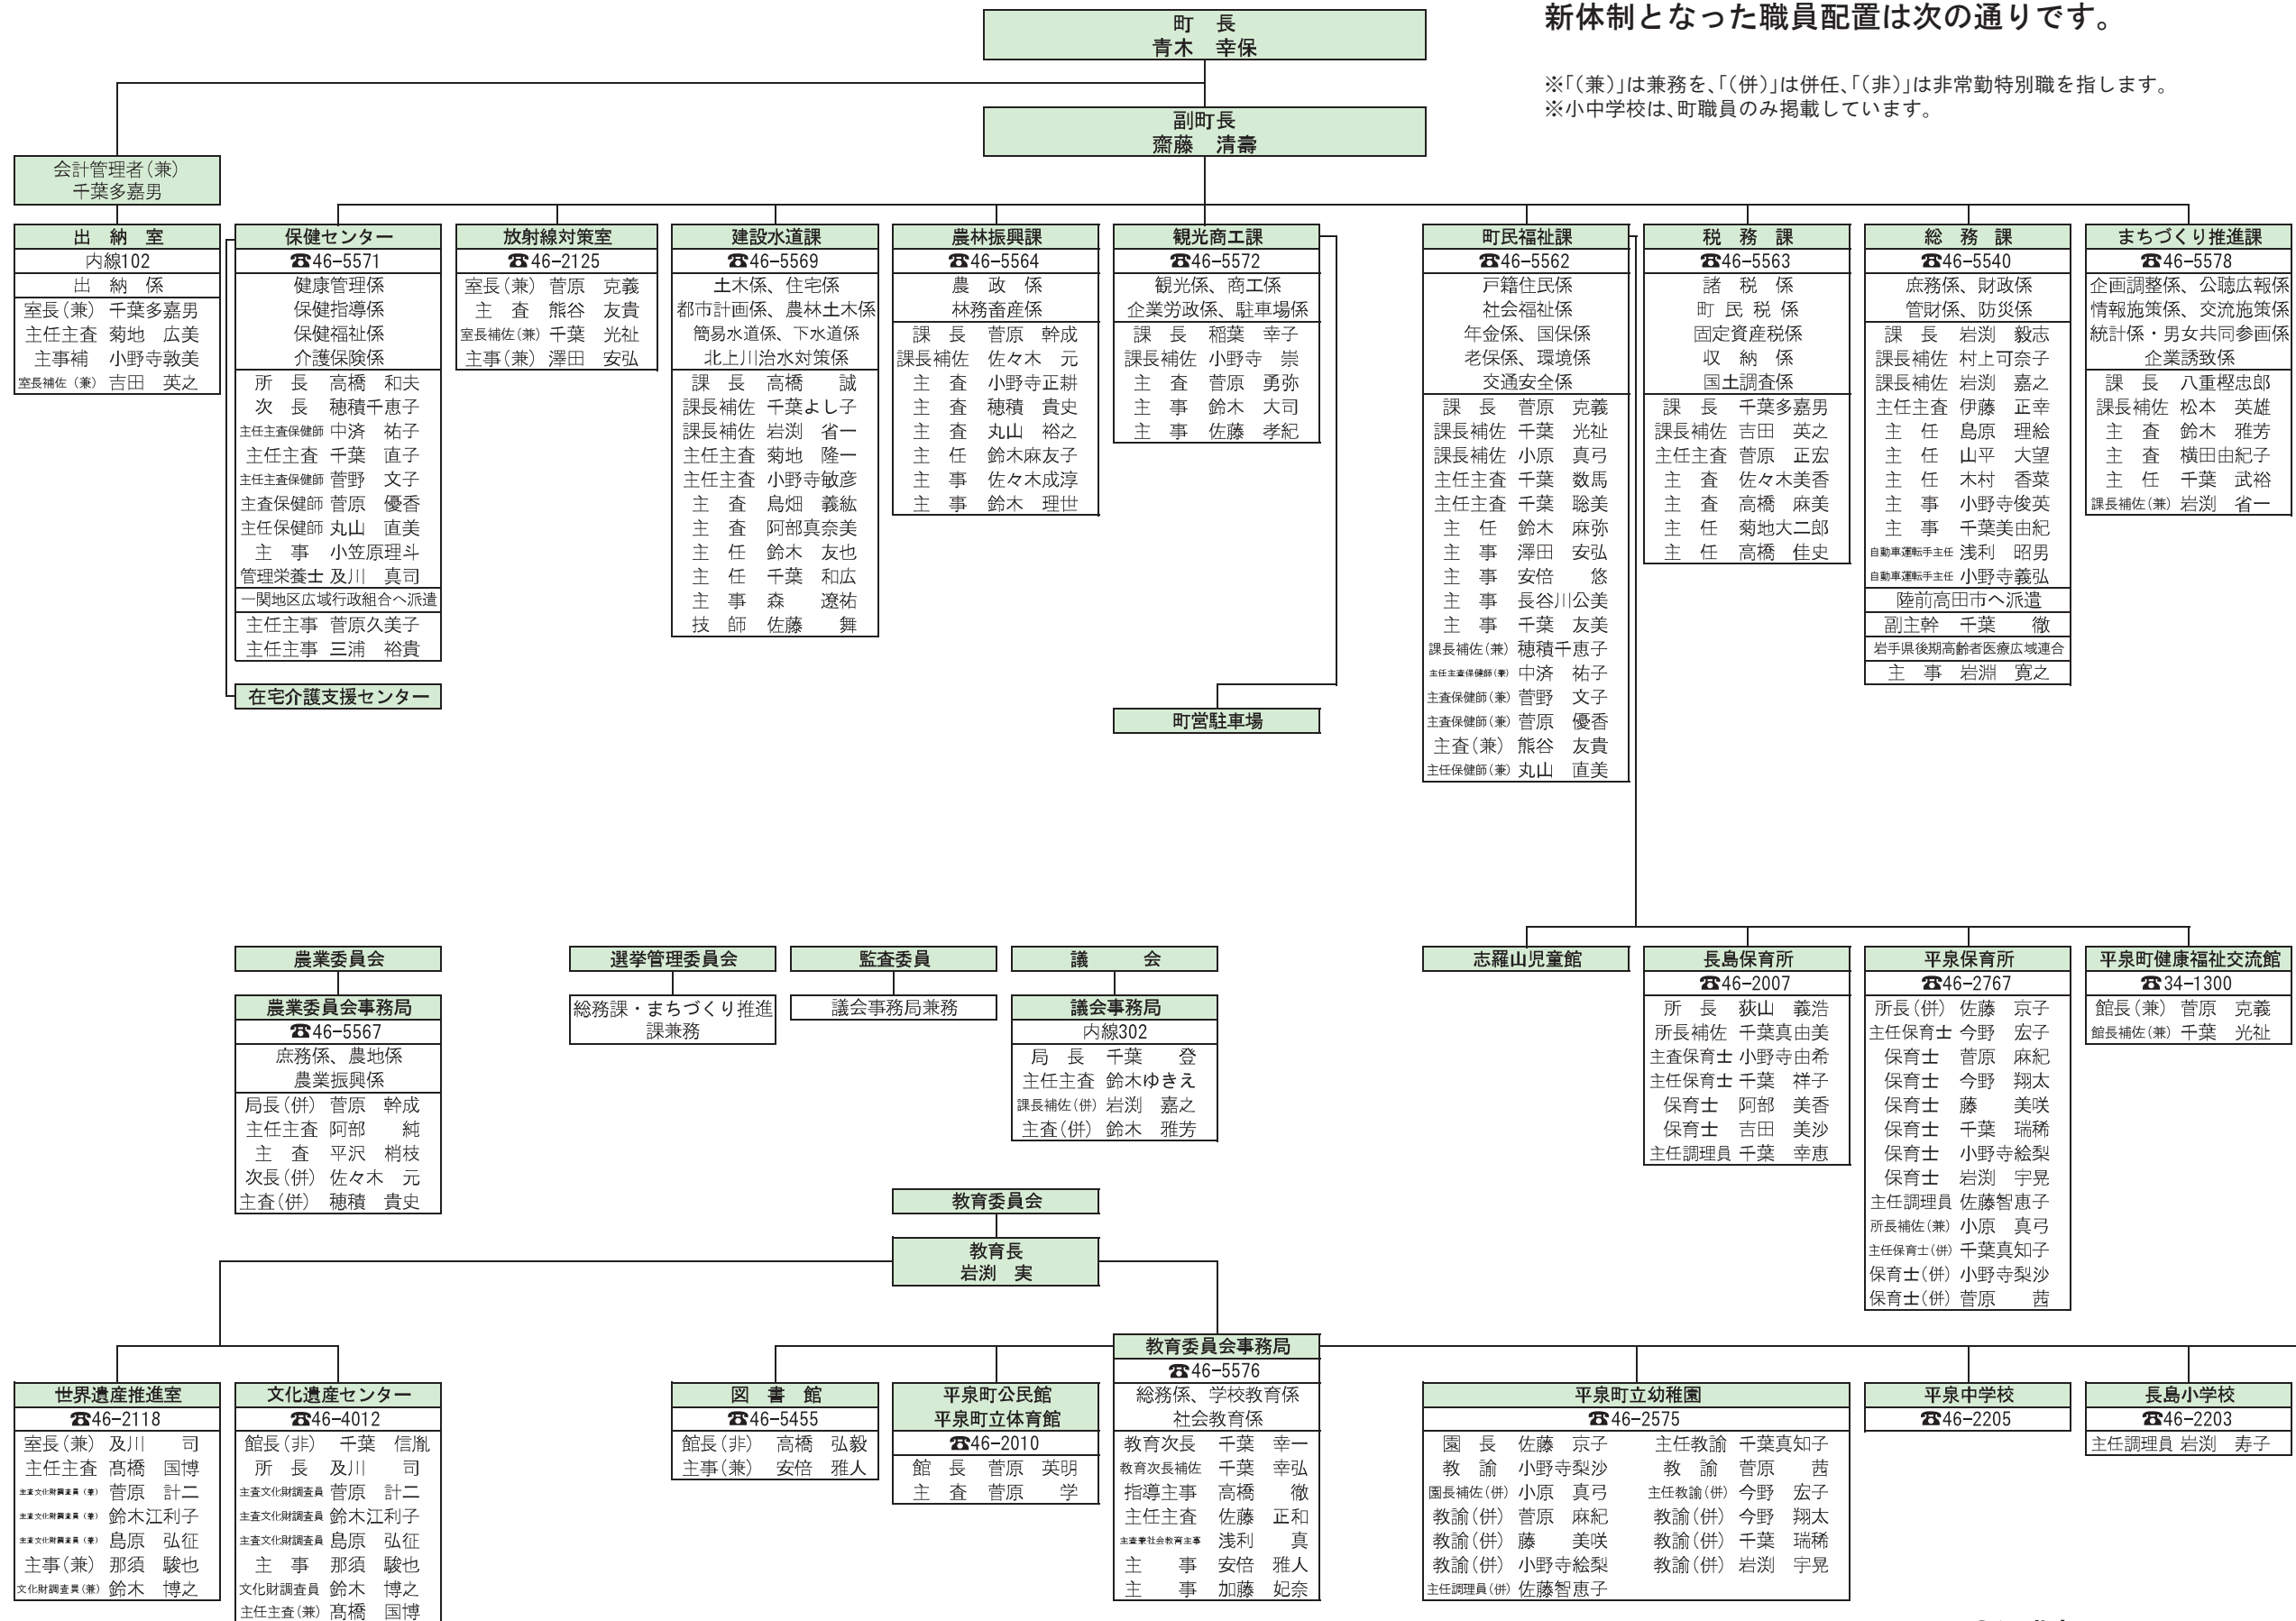 新体制となった職員配置は次の通りです。
※「(兼)」は兼務を、「(併)」は併任、「(非)」は非常勤特別職を指します。
※小中学校は、町職員のみ掲載しています。
町　長
青木　幸保
副町長
齋藤　清壽
会計管理者(兼)
千葉多嘉男
出　納　室
内線102
出　納　係
室長(兼) 千葉多嘉男
主任主査 菊地　広美
主事補 小野寺敦美
室長補佐(兼) 吉田　英之
保健センター
☎46-5571
健康管理係
保健指導係
保健福祉係
介護保険係
所　長 高橋　和夫
次　長 穂積千恵子
主任主査保健師 中済　祐子
主任主査 千葉　直子
主任主査保健師 菅野　文子
主査保健師 菅原　優香
主任保健師 丸山　直美
主　事 小笠原理斗
管理栄養士 及川　真司
一関地区広域行政組合へ派遣
主任主事 菅原久美子
主任主事 三浦　裕貴
在宅介護支援センター
放射線対策室
☎46-2125
室長(兼) 菅原　克義
主　査 熊谷　友貴
室長補佐(兼) 千葉　光祉
主事(兼) 澤田　安弘
建設水道課
☎46-5569
土木係、住宅係
都市計画係、農林土木係
簡易水道係、下水道係
北上川治水対策係
課　長 高橋　　誠
課長補佐 千葉よし子
課長補佐 岩渕　省一
主任主査 菊地　隆一
主任主査 小野寺敏彦
主　査 鳥畑　義紘
主　査 阿部真奈美
主　任 鈴木　友也
主　任 千葉　和広
主　事 森　　遼祐
技　師 佐藤　　舞
農林振興課
☎46-5564
農　政　係
林務畜産係
課　長 菅原　幹成
課長補佐 佐々木　元
主　査 小野寺正耕
主　査 穂積　貴史
主　査 丸山　裕之
主　任 鈴木麻友子
主　事 佐々木成淳
主　事 鈴木　理世
観光商工課
☎46-5572
観光係、商工係
企業労政係、駐車場係
課　長 稲葉　幸子
課長補佐 小野寺　崇
主　査 菅原　勇弥
主　事 鈴木　大司
主　事 佐藤　孝紀
町営駐車場
町民福祉課
☎46-5562
戸籍住民係
社会福祉係
年金係、国保係
老保係、環境係
交通安全係
課　長 菅原　克義
課長補佐 千葉　光祉
課長補佐 小原　真弓
主任主査 千葉　数馬
主任主査 千葉　聡美
主　任 鈴木　麻弥
主　事 澤田　安弘
主　事 安倍　　悠
主　事 長谷川公美
主　事 千葉　友美
課長補佐(兼) 穂積千恵子
主任主査保健師(兼) 中済　祐子
主査保健師(兼) 菅野　文子
主査保健師(兼) 菅原　優香
主査(兼) 熊谷　友貴
主任保健師(兼) 丸山　直美
税　務　課
☎46-5563
諸　税　係
町 民 税 係
固定資産税係
収　納　係
国土調査係
課　長 千葉多嘉男
課長補佐 吉田　英之
主任主査 菅原　正宏
主　査 佐々木美香
主　査 高橋　麻美
主　任 菊地大二郎
主　任 高橋　佳史
総　務　課
☎46-5540
庶務係、財政係
管財係、防災係
課　長 岩渕　毅志
課長補佐 村上可奈子
課長補佐 岩渕　嘉之
主任主査 伊藤　正幸
主　任 島原　理絵
主　任 山平　大望
主　任 木村　香菜
主　事 小野寺俊英
主　事 千葉美由紀
自動車運転手主任 浅利　昭男
自動車運転手主任 小野寺義弘
陸前高田市へ派遣
副主幹 千葉　　徹
岩手県後期高齢者医療広域連合
主　事 岩淵　寛之
まちづくり推進課
☎46-5578
企画調整係、公聴広報係
情報施策係、交流施策係
統計係・男女共同参画係
企業誘致係
課　長 八重樫忠郎
課長補佐 松本　英雄
主　査 鈴木　雅芳
主　査 横田由紀子
主　任 千葉　武裕
課長補佐(兼) 岩渕　省一
志羅山児童館
長島保育所
☎46-2007
所　長 荻山　義浩
所長補佐 千葉真由美
主査保育士 小野寺由希
主任保育士 千葉　祥子
保育士 阿部　美香
保育士 吉田　美沙
主任調理員 千葉　幸恵
平泉保育所
☎46-2767
所長(併) 佐藤　京子
主任保育士 今野　宏子
保育士 菅原　麻紀
保育士 今野　翔太
保育士 藤　　美咲
保育士 千葉　瑞稀
保育士 小野寺絵梨
保育士 岩渕　宇晃
主任調理員 佐藤智恵子
所長補佐(兼) 小原　真弓
主任保育士(併) 千葉真知子
保育士(併) 小野寺梨沙
保育士(併) 菅原　　茜
平泉町健康福祉交流館
☎34-1300
館長(兼) 菅原　克義
館長補佐(兼) 千葉　光祉
農業委員会
農業委員会事務局
☎46-5567
庶務係、農地係
農業振興係
局長(併) 菅原　幹成
主任主査 阿部　　純
主　査 平沢　梢枝
次長(併) 佐々木　元
主査(併) 穂積　貴史
選挙管理委員会
総務課・まちづくり推進
課兼務
監査委員
議会事務局兼務
議　　　会
議会事務局
内線302
局　長 千葉　　登
主任主査 鈴木ゆきえ
課長補佐(併) 岩渕　嘉之
主査(併) 鈴木　雅芳
教育委員会
教育長
岩渕　実
世界遺産推進室
☎46-2118
室長(兼) 及川　　司
主任主査 髙橋　国博
主査文化財調査員(兼) 菅原　計二
主査文化財調査員(兼) 鈴木江利子
主査文化財調査員(兼) 島原　弘征
主事(兼) 那須　駿也
文化財調査員(兼) 鈴木　博之
文化遺産センター
☎46-4012
館長(非) 千葉　信胤
所　長 及川　　司
主査文化財調査員 菅原　計二
主査文化財調査員 鈴木江利子
主査文化財調査員 島原　弘征
主　事 那須　駿也
文化財調査員 鈴木　博之
主任主査(兼) 髙橋　国博
図　書　館
☎46-5455
館長(非) 高橋　弘毅
主事(兼) 安倍　雅人
平泉町公民館
平泉町立体育館
☎46-2010
館　長 菅原　英明
主　査 菅原　　学
教育委員会事務局
☎46-5576
総務係、学校教育係
社会教育係
教育次長 千葉　幸一
教育次長補佐 千葉　幸弘
指導主事 高橋　　徹
主任主査 佐藤　正和
主査兼社会教育主事 浅利　　真
主　　事 安倍　雅人
主　　事 加藤　妃奈
平泉町立幼稚園
☎46-2575
園　長 佐藤　京子 主任教諭 千葉真知子
教　諭 小野寺梨沙 教　諭 菅原　　茜
園長補佐(併) 小原　真弓 主任教諭(併) 今野　宏子
教諭(併) 菅原　麻紀 教諭(併) 今野　翔太
教諭(併) 藤　　美咲 教諭(併) 千葉　瑞稀
教諭(併) 小野寺絵梨 教諭(併) 岩渕　宇晃
主任調理員(併) 佐藤智恵子
平泉中学校
☎46-2205
長島小学校
☎46-2203
主任調理員 岩渕　寿子